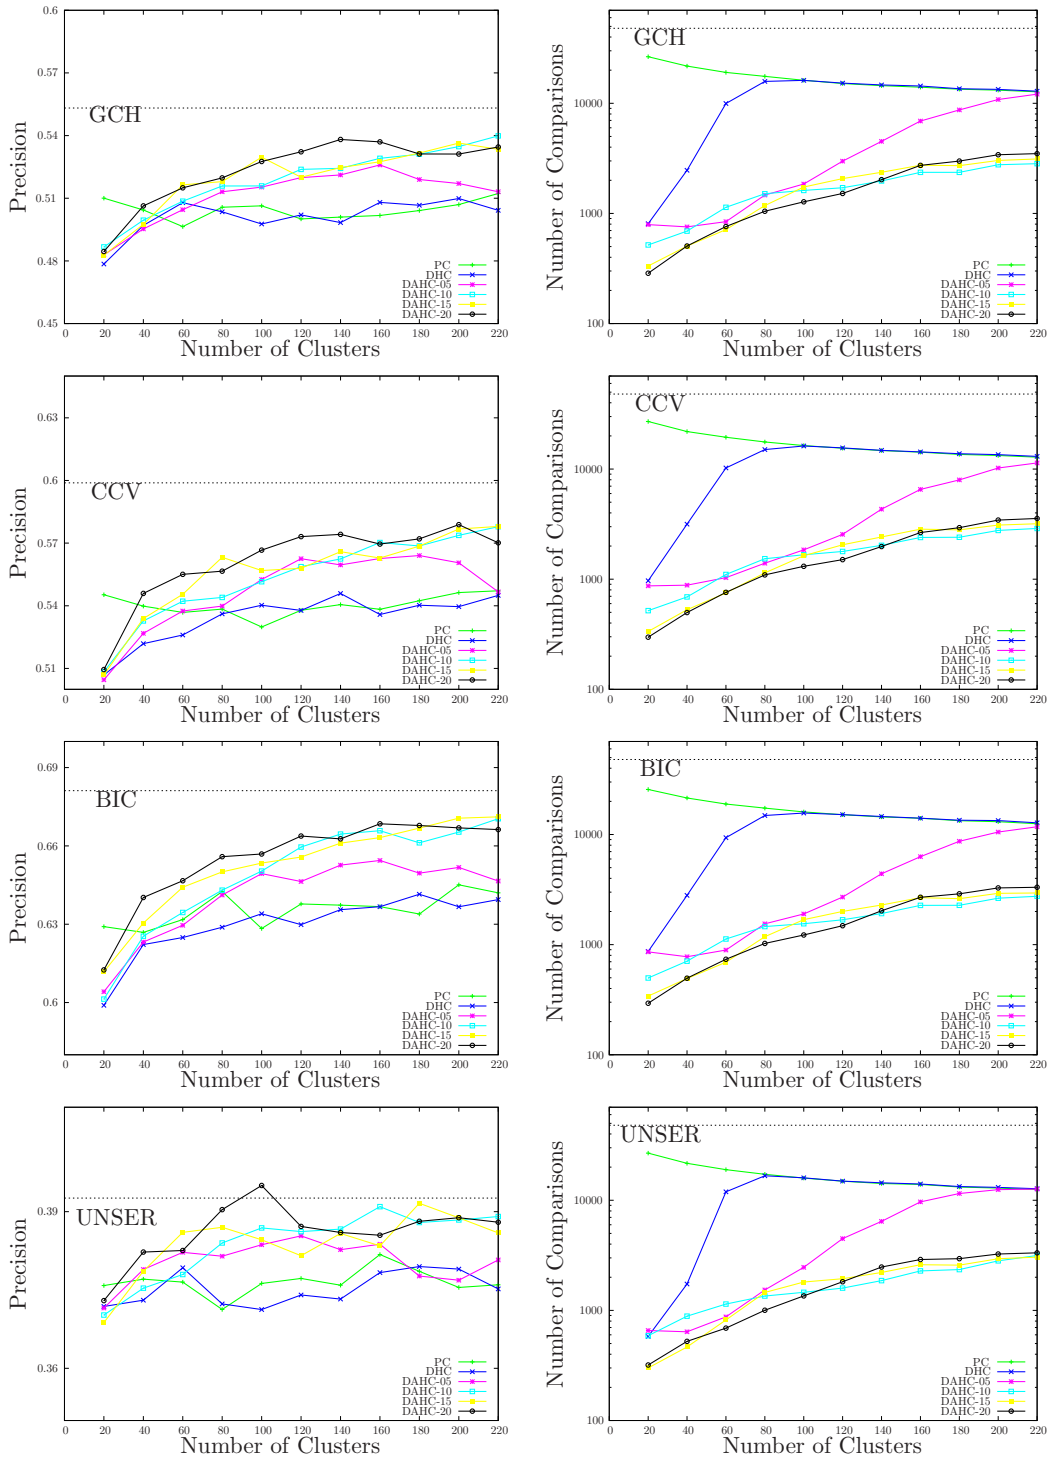 0.6
0.57
0.54
0.51
0.48
0.45
Precision
GCH
PC
DHC
DAHC-05
DAHC-10
DAHC-15
DAHC-20
0 20 40 60 80 100 120 140 160 180 200 220
Number of Clusters
10000
1000
100
Number of Comparisons
GCH
PC
DHC
DAHC-05
DAHC-10
DAHC-15
DAHC-20
20 40 60 80 100 120 140 160 180 200 220
Number of Clusters
0.63
0.6
0.57
0.54
0.51
Precision
CCV
PC
DHC
DAHC-05
DAHC-10
DAHC-15
DAHC-20
0 20 40 60 80 100 120 140 160 180 200 220
Number of Clusters
10000
1000
100
Number of Comparisons
CCV
PC
DHC
DAHC-05
DAHC-10
DAHC-15
DAHC-20
0 20 40 60 80 100 120 140 160 180 200 220
Number of Clusters
0.69
0.66
0.63
0.6
Precision
BIC
PC
DHC
DAHC-05
DAHC-10
DAHC-15
DAHC-20
0 20 40 60 80 100 120 140 160 180 200 220
Number of Clusters
10000
1000
100
Number of Comparisons
BIC
PC
DHC
DAHC-05
DAHC-10
DAHC-15
DAHC-20
0 20 40 60 80 100 120 140 160 180 200 220
Number of Clusters
0.39
0.36
Precision
UNSER
PC
DHC
DAHC-05
DAHC-10
DAHC-15
DAHC-20
0 20 40 60 80 100 120 140 160 180 200 220
Number of Clusters
10000
1000
100
Number of Comparisons
UNSER
PC
DHC
DAHC-05
DAHC-10
DAHC-15
DAHC-20
0 20 40 60 80 100 120 140 160 180 200 220
Number of Clusters